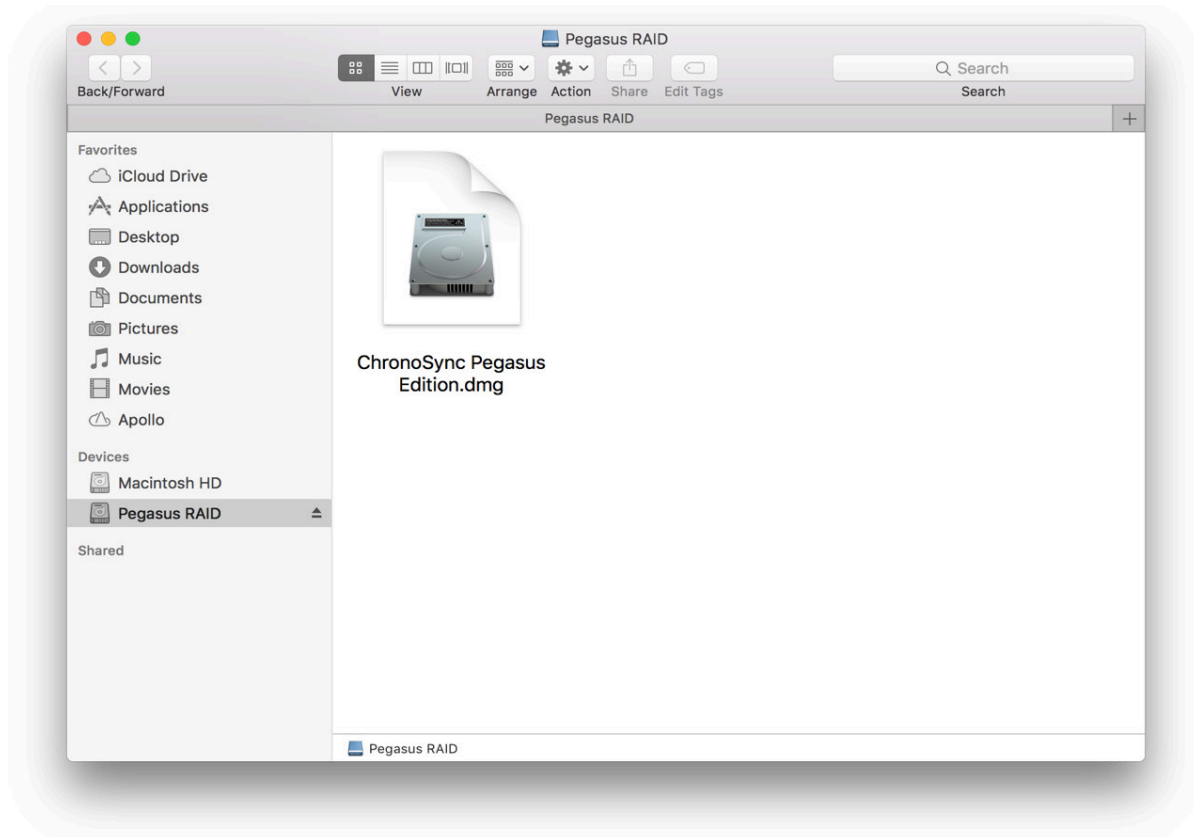 Pegasus RAID
Search
Back/Forward
View
Arrange
Action
Share
Edit Tags
Search
Pegasus RAID
Favorites
iCloud Drive
Applications
Desktop
Downloads
Documents
Pictures
Music
Movies
Apollo
Devices
Macintosh HD
Pegasus RAID
Shared
ChronoSync Pegasus
Edition.dmg
Pegasus RAID